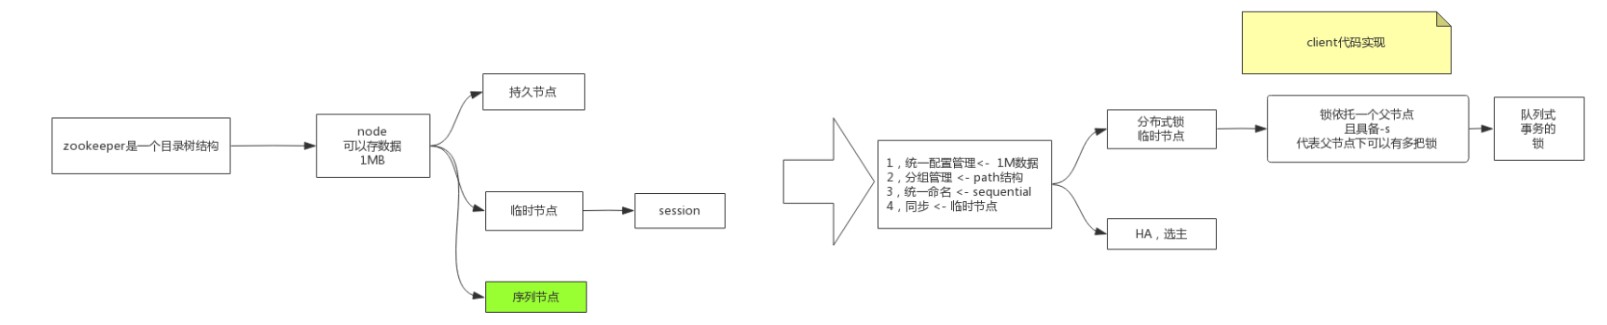 zookeeper是一个目录树结构
node
可以存数据
1MB
持久节点
临时节点
session
序列节点
1，统一配置管理<- 1M数据
2，分组管理 <- path结构
3，统一命名 <- sequential
4，同步 <- 临时节点
client代码实现
分布式锁
临时节点
锁依托一个父节点
且具备-s
代表父节点下可以有多把锁
队列式
事务的
锁
HA，选主